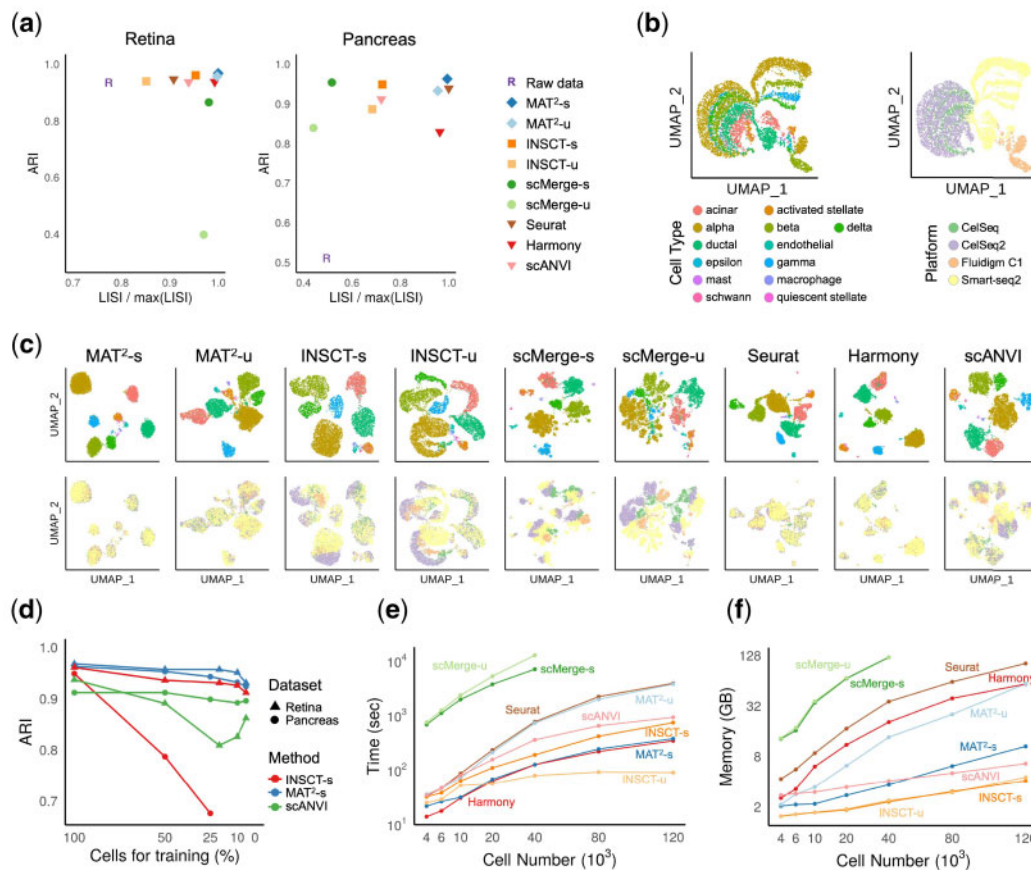 (a)
Retina
Pancreas
ARI
1.0
0.8
0.6
0.4
0.7 0.8 0.9 1.0
LISI / max(LISI)
R
ARI
1.0
0.9
0.8
0.7
0.6
0.5
0.4 0.6 0.8 1.0
LISI / max(LISI)
R
R Raw data
MAT²-s
MAT²-u
INSCT-s
INSCT-u
scMerge-s
scMerge-u
Seurat
Harmony
scANVI
(b)
UMAP_2
UMAP_1
UMAP_2
UMAP_1
Cell Type
acinar activated stellate
alpha beta delta
ductal endothelial
epsilon gamma
mast macrophage
schwann quiescent stellate
Platform
CelSeq
CelSeq2
Fluidigm C1
Smart-seq2
(c)
MAT²-s MAT²-u INSCT-s INSCT-u scMerge-s scMerge-u Seurat Harmony scANVI
UMAP_2
UMAP_2
UMAP_1 UMAP_1 UMAP_1 UMAP_1 UMAP_1 UMAP_1 UMAP_1 UMAP_1 UMAP_1
(d)
ARI
1.0
0.9
0.8
0.7
100 50 25 10 0
Cells for training (%)
Dataset
Retina
Pancreas
Method
INSCT-s
MAT²-s
scANVI
(e)
Time (sec)
10⁴
10³
10²
10¹
scMerge-u
scMerge-s
Seurat
MAT²-u
scANVI
INSCT-s
MAT²-s
INSCT-u
Harmony
4 6 10 20 40 80 120
Cell Number (10³)
(f)
Memory (GB)
128
32
8
2
scMerge-u
scMerge-s
Seurat
Harmony
MAT²-u
MAT²-s
scANVI
INSCT-s
INSCT-u
4 6 10 20 40 80 120
Cell Number (10³)